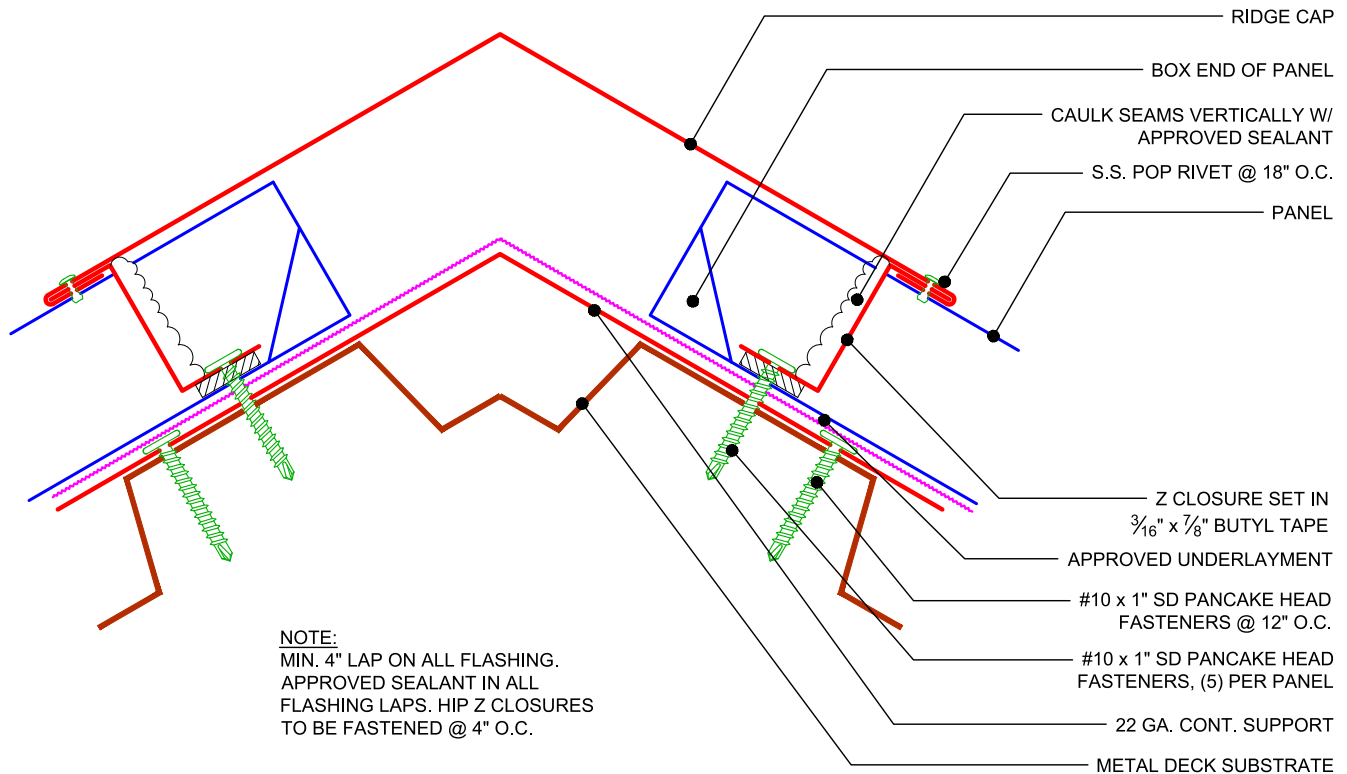 RIDGE CAP
BOX END OF PANEL
CAULK SEAMS VERTICALLY W/
APPROVED SEALANT
S.S. POP RIVET @ 18" O.C.
PANEL
Z CLOSURE SET IN
3/16" x 7/8" BUTYL TAPE
APPROVED UNDERLAYMENT
#10 x 1" SD PANCAKE HEAD
FASTENERS @ 12" O.C.
#10 x 1" SD PANCAKE HEAD
FASTENERS, (5) PER PANEL
22 GA. CONT. SUPPORT
METAL DECK SUBSTRATE
NOTE:
MIN. 4" LAP ON ALL FLASHING.
APPROVED SEALANT IN ALL
FLASHING LAPS. HIP Z CLOSURES
TO BE FASTENED @ 4" O.C.